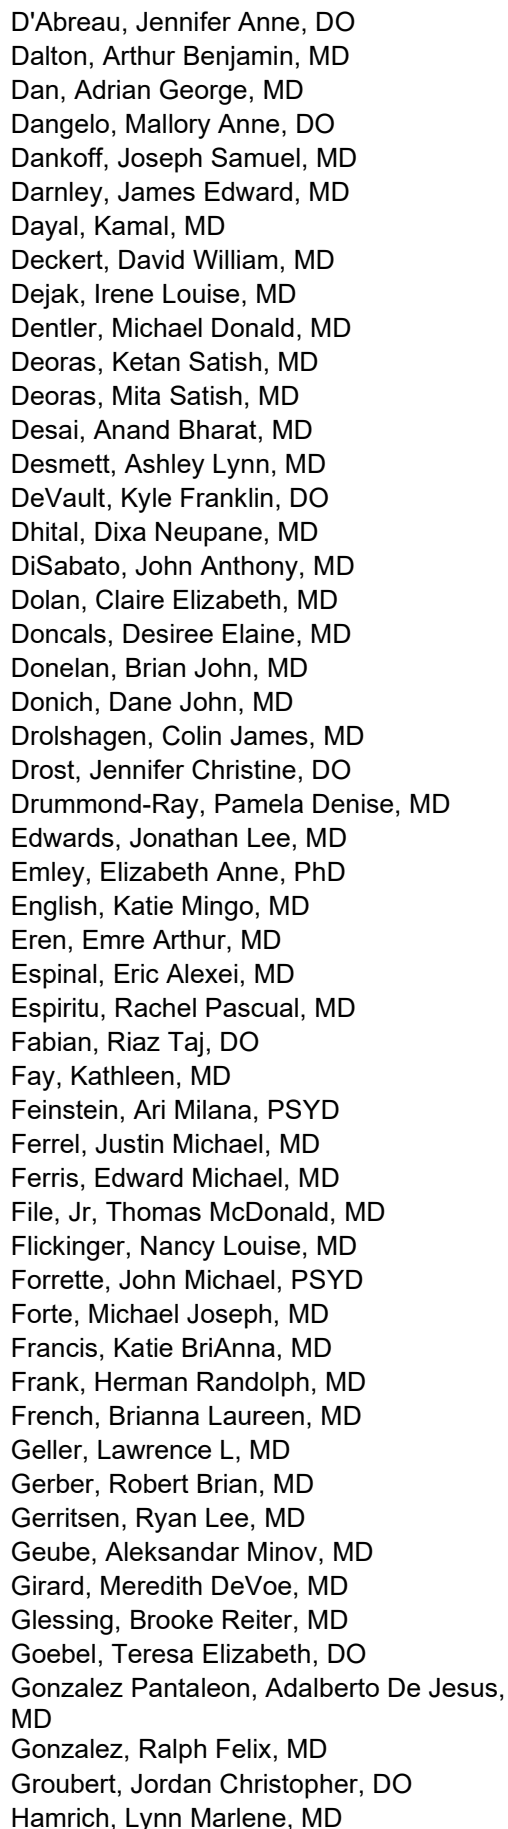 D'Abreau, Jennifer Anne, DO
Dalton, Arthur Benjamin, MD
Dan, Adrian George, MD
Dangelo, Mallory Anne, DO
Dankoff, Joseph Samuel, MD
Darnley, James Edward, MD
Dayal, Kamal, MD
Deckert, David William, MD
Dejak, Irene Louise, MD
Dentler, Michael Donald, MD
Deoras, Ketan Satish, MD
Deoras, Mita Satish, MD
Desai, Anand Bharat, MD
Desmett, Ashley Lynn, MD
DeVault, Kyle Franklin, DO
Dhital, Dixa Neupane, MD
DiSabato, John Anthony, MD
Dolan, Claire Elizabeth, MD
Doncals, Desiree Elaine, MD
Donelan, Brian John, MD
Donich, Dane John, MD
Drolshagen, Colin James, MD
Drost, Jennifer Christine, DO
Drummond-Ray, Pamela Denise, MD
Edwards, Jonathan Lee, MD
Emley, Elizabeth Anne, PhD
English, Katie Mingo, MD
Eren, Emre Arthur, MD
Espinal, Eric Alexei, MD
Espiritu, Rachel Pascual, MD
Fabian, Riaz Taj, DO
Fay, Kathleen, MD
Feinstein, Ari Milana, PSYD
Ferrel, Justin Michael, MD
Ferris, Edward Michael, MD
File, Jr, Thomas McDonald, MD
Flickinger, Nancy Louise, MD
Forrette, John Michael, PSYD
Forte, Michael Joseph, MD
Francis, Katie BriAnna, MD
Frank, Herman Randolph, MD
French, Brianna Laureen, MD
Geller, Lawrence L, MD
Gerber, Robert Brian, MD
Gerritsen, Ryan Lee, MD
Geube, Aleksandar Minov, MD
Girard, Meredith DeVoe, MD
Glessing, Brooke Reiter, MD
Goebel, Teresa Elizabeth, DO
Gonzalez Pantaleon, Adalberto De Jesus,
MD
Gonzalez, Ralph Felix, MD
Groubert, Jordan Christopher, DO
Hamrich, Lynn Marlene, MD